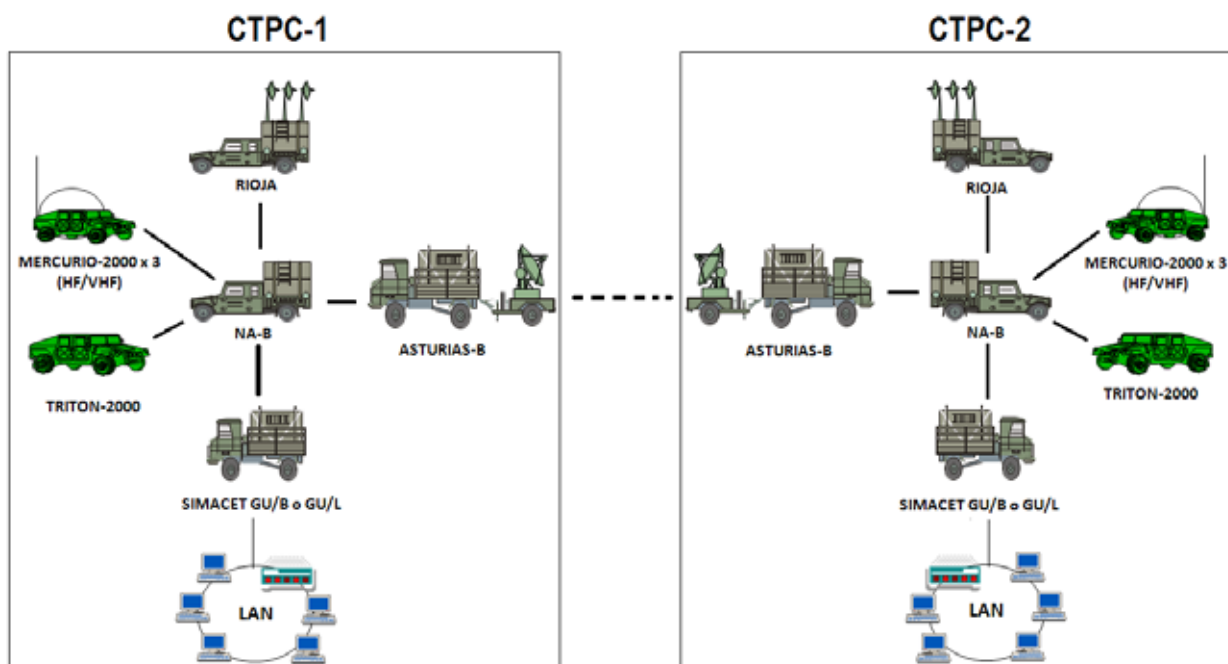 CTPC-1
RIOJA
MERCURIO-2000 x 3
(HF/VHF)
NA-B
ASTURIAS-B
TRITON-2000
SIMACET GU/B o GU/L
LAN
CTPC-2
RIOJA
MERCURIO-2000 x 3
(HF/VHF)
ASTURIAS-B
NA-B
TRITON-2000
SIMACET GU/B o GU/L
LAN